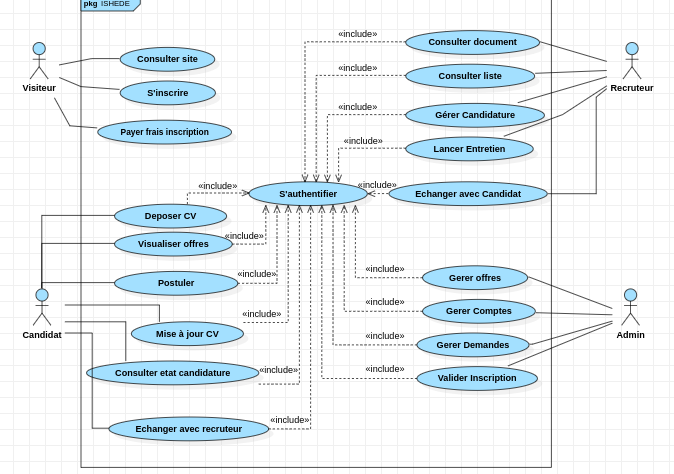 pkg ISHEDE
«include»
Consulter document
Consulter site
Visiteur
«include»
Consulter liste
Recruteur
S'inscrire
«include»
Gérer Candidature
Payer frais inscription
«include»
Lancer Entretien
«include»
S'authentifier
«include»
Echanger avec Candidat
Deposer CV
Visualiser offres
«include»
Postuler
«include»
«include»
Gerer offres
«include»
Gerer Comptes
«include»
Candidat
Mise à jour CV
Admin
«include»
Gerer Demandes
Consulter etat candidature
«include»
«include»
Valider Inscription
Echanger avec recruteur
«include»